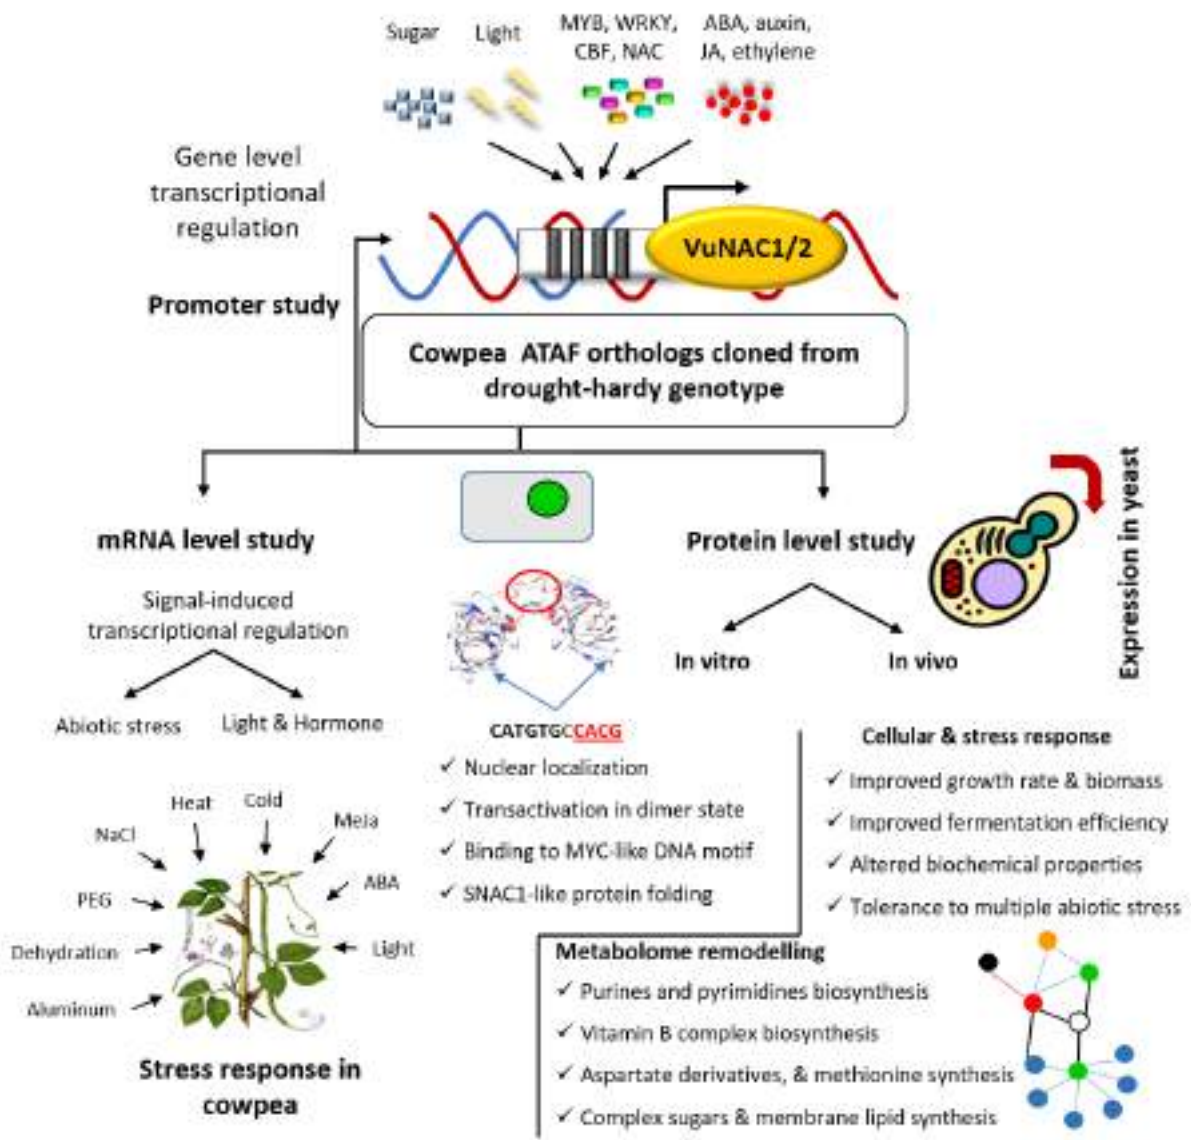 Sugar
Light
MYB, WRKY,
CBF, NAC
ABA, auxin,
JA, ethylene
Gene level
transcriptional
regulation
VuNAC1/2
Promoter study
Cowpea ATAF orthologs cloned from
drought-hardy genotype
mRNA level study
Protein level study
Expression in yeast
Signal-induced
transcriptional regulation
In vitro
In vivo
Abiotic stress
Light & Hormone
CATGTGCCACG
✓ Nuclear localization
✓ Transactivation in dimer state
✓ Binding to MYC-like DNA motif
✓ SNAC1-like protein folding
Cellular & stress response
✓ Improved growth rate & biomass
✓ Improved fermentation efficiency
✓ Altered biochemical properties
✓ Tolerance to multiple abiotic stress
Heat
Cold
NaCl
MeJa
PEG
ABA
Dehydration
Light
Aluminum
Stress response in
cowpea
Metabolome remodelling
✓ Purines and pyrimidines biosynthesis
✓ Vitamin B complex biosynthesis
✓ Aspartate derivatives, & methionine synthesis
✓ Complex sugars & membrane lipid synthesis